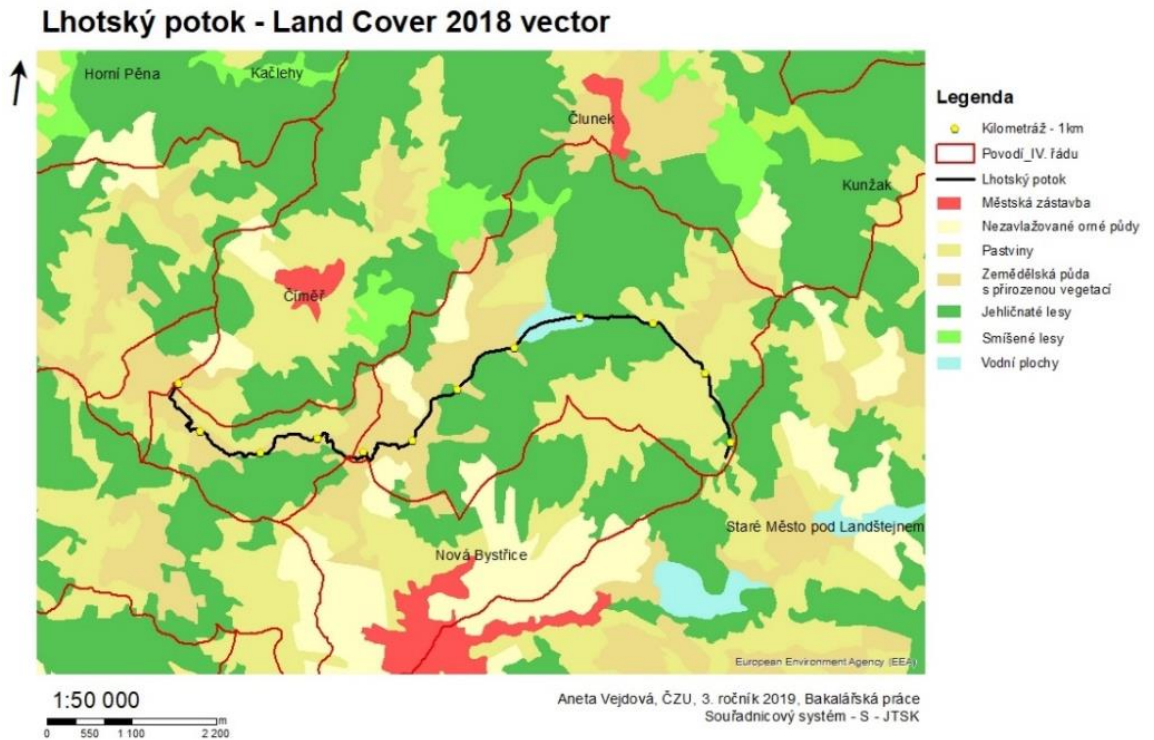 Lhotský potok - Land Cover 2018 vector
Horní Pěna
Kačlehy
Člunek
Kunžak
Číměř
Staré Město pod Landštejnem
Nová Bystřice
European Environment Agency (EEA)
Legenda
Kilometráž - 1km
Povodí_IV. řádu
Lhotský potok
Městská zástavba
Nezavlažované orné půdy
Pastviny
Zemědělská půda
s přirozenou vegetací
Jehličnaté lesy
Smíšené lesy
Vodní plochy
1:50 000
m
0 550 1 100 2 200
Aneta Vejdová, ČZU, 3. ročník 2019, Bakalářská práce
Souřadnicový systém - S - JTSK